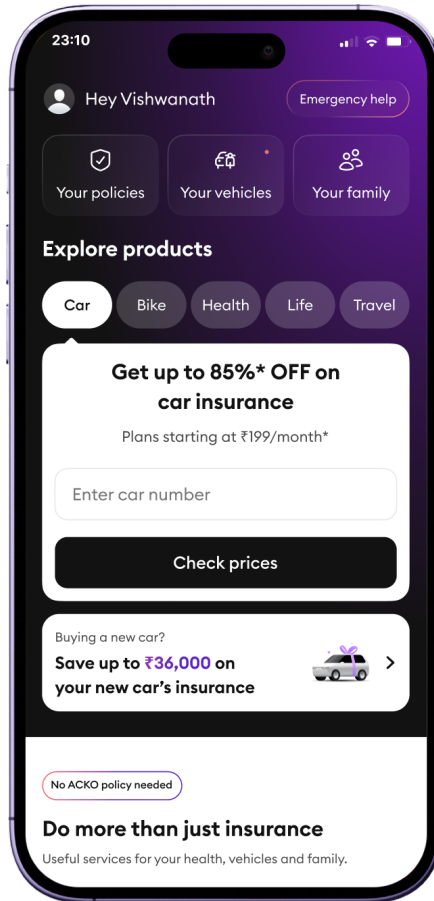 23:10
Hey Vishwanath
Emergency help
Your policies
Your vehicles
Your family
Explore products
Car
Bike
Health
Life
Travel
Get up to 85%* OFF on
car insurance
Plans starting at ₹199/month*
Enter car number
Check prices
Buying a new car?
Save up to ₹36,000 on
your new car's insurance
No ACKO policy needed
Do more than just insurance
Useful services for your health, vehicles and family.